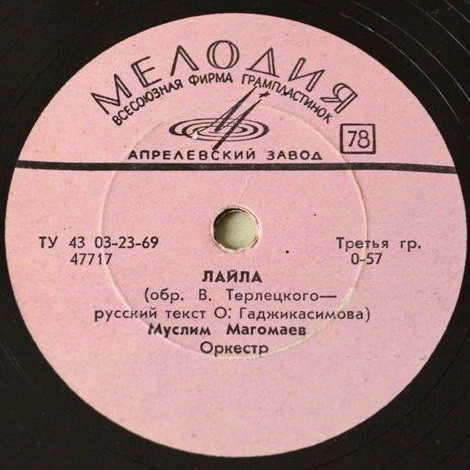 МЕЛОДИЯ
ВСЕСОЮЗНАЯ ФИРМА ГРАМПЛАСТИНОК
78
АПРЕЛЕВСКИЙ ЗАВОД
ТУ 43 03-23-69
47717
Третья гр.
0-57
ЛАЙЛА
(обр. В. Терлецкого—
русский текст О. Гаджикасимова)
Муслим Магомаев
Оркестр